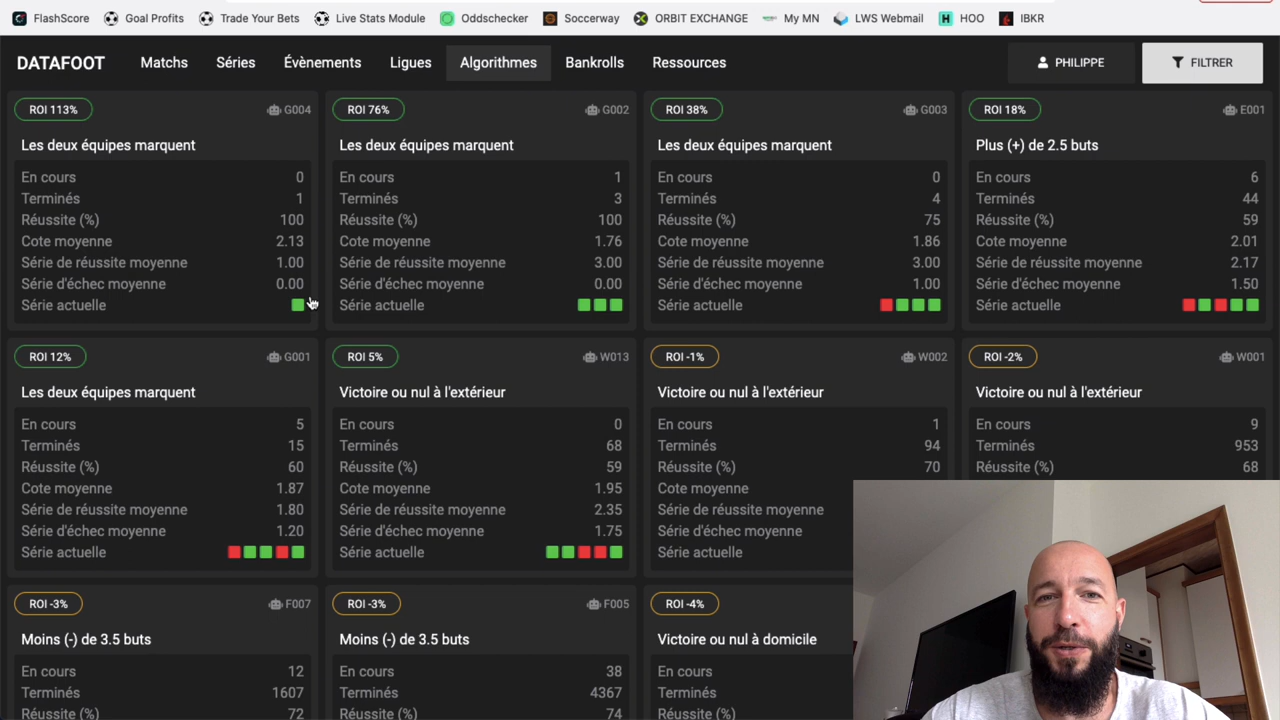 FlashScore Goal Profits Trade Your Bets Live Stats Module Oddschecker Soccerway ORBIT EXCHANGE My MN LWS Webmail HOO IBKR
DATAFOOT Matchs Séries Évènements Ligues Algorithmes Bankrolls Ressources PHILIPPE FILTRER
ROI 113% G004
Les deux équipes marquent
En cours 0
Terminés 1
Réussite (%) 100
Cote moyenne 2.13
Série de réussite moyenne 1.00
Série d'échec moyenne 0.00
Série actuelle
ROI 76% G002
Les deux équipes marquent
En cours 1
Terminés 3
Réussite (%) 100
Cote moyenne 1.76
Série de réussite moyenne 3.00
Série d'échec moyenne 0.00
Série actuelle
ROI 38% G003
Les deux équipes marquent
En cours 0
Terminés 4
Réussite (%) 75
Cote moyenne 1.86
Série de réussite moyenne 3.00
Série d'échec moyenne 1.00
Série actuelle
ROI 18% E001
Plus (+) de 2.5 buts
En cours 6
Terminés 44
Réussite (%) 59
Cote moyenne 2.01
Série de réussite moyenne 2.17
Série d'échec moyenne 1.50
Série actuelle
ROI 12% G001
Les deux équipes marquent
En cours 5
Terminés 15
Réussite (%) 60
Cote moyenne 1.87
Série de réussite moyenne 1.80
Série d'échec moyenne 1.20
Série actuelle
ROI 5% W013
Victoire ou nul à l'extérieur
En cours 0
Terminés 68
Réussite (%) 59
Cote moyenne 1.95
Série de réussite moyenne 2.35
Série d'échec moyenne 1.75
Série actuelle
ROI -1% W002
Victoire ou nul à l'extérieur
En cours 1
Terminés 94
Réussite (%) 70
Cote moyenne
Série de réussite moyenne
Série d'échec moyenne
Série actuelle
ROI -2% W001
Victoire ou nul à l'extérieur
En cours 9
Terminés 953
Réussite (%) 68
ROI -3% F007
Moins (-) de 3.5 buts
En cours 12
Terminés 1607
Réussite (%) 72
ROI -3% F005
Moins (-) de 3.5 buts
En cours 38
Terminés 4367
Réussite (%) 74
ROI -4%
Victoire ou nul à domicile
En cours
Terminés
Réussite (%)